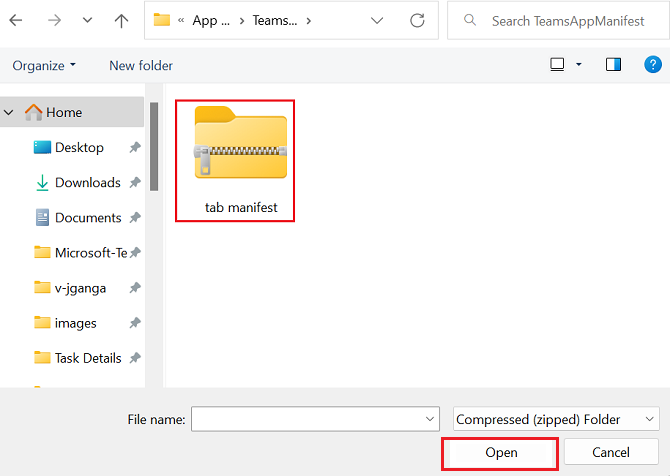 « App ... › Teams... ›
Search TeamsAppManifest
Organize
New folder
Home
Desktop
Downloads
Documents
Microsoft-Te
v-jganga
images
Task Details
tab manifest
File name:
Compressed (zipped) Folder
Open
Cancel